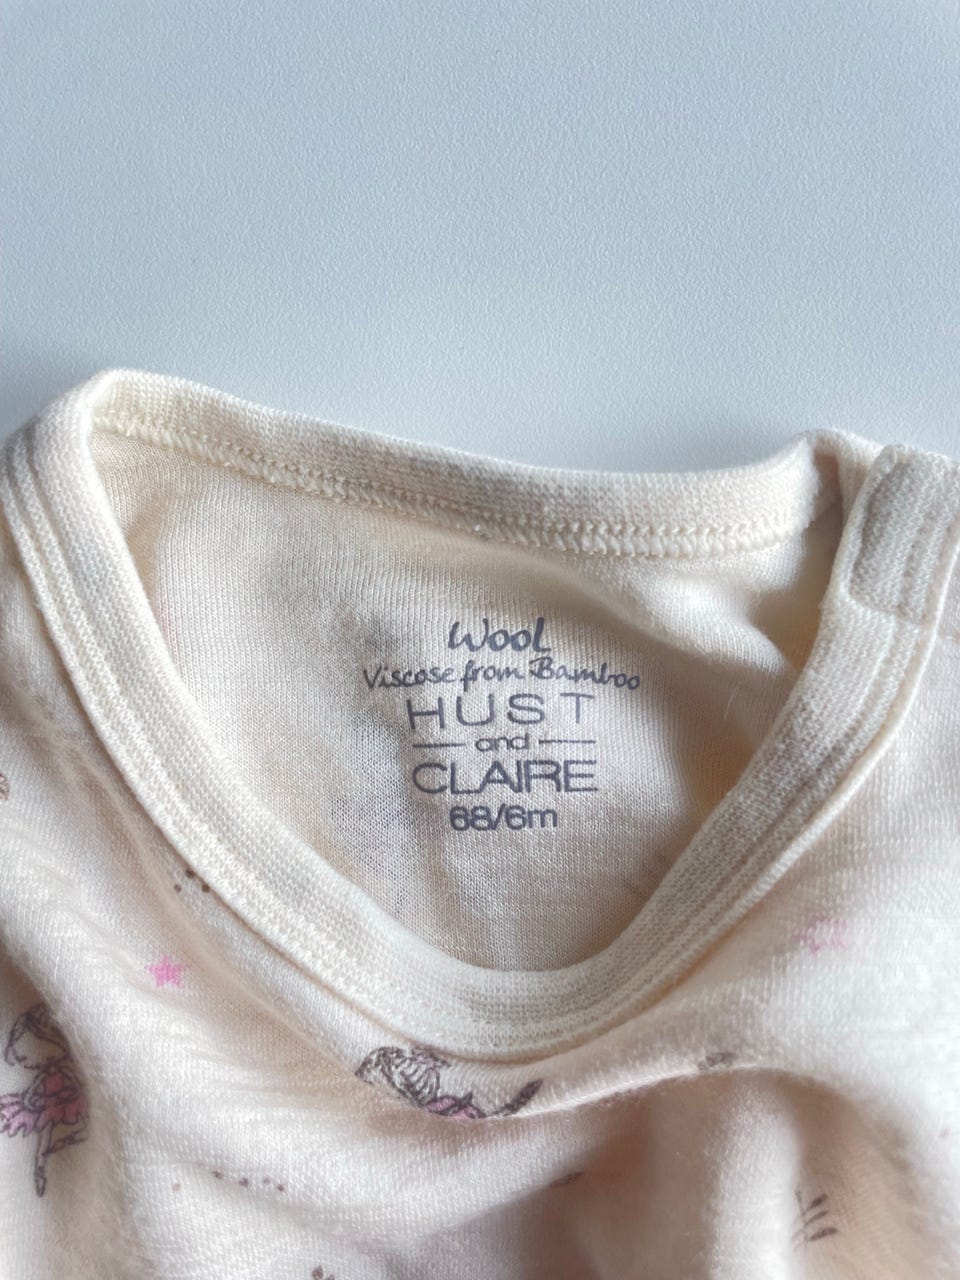 Wool
Viscose from Bamboo
HUST
and
CLAIRE
68/6m